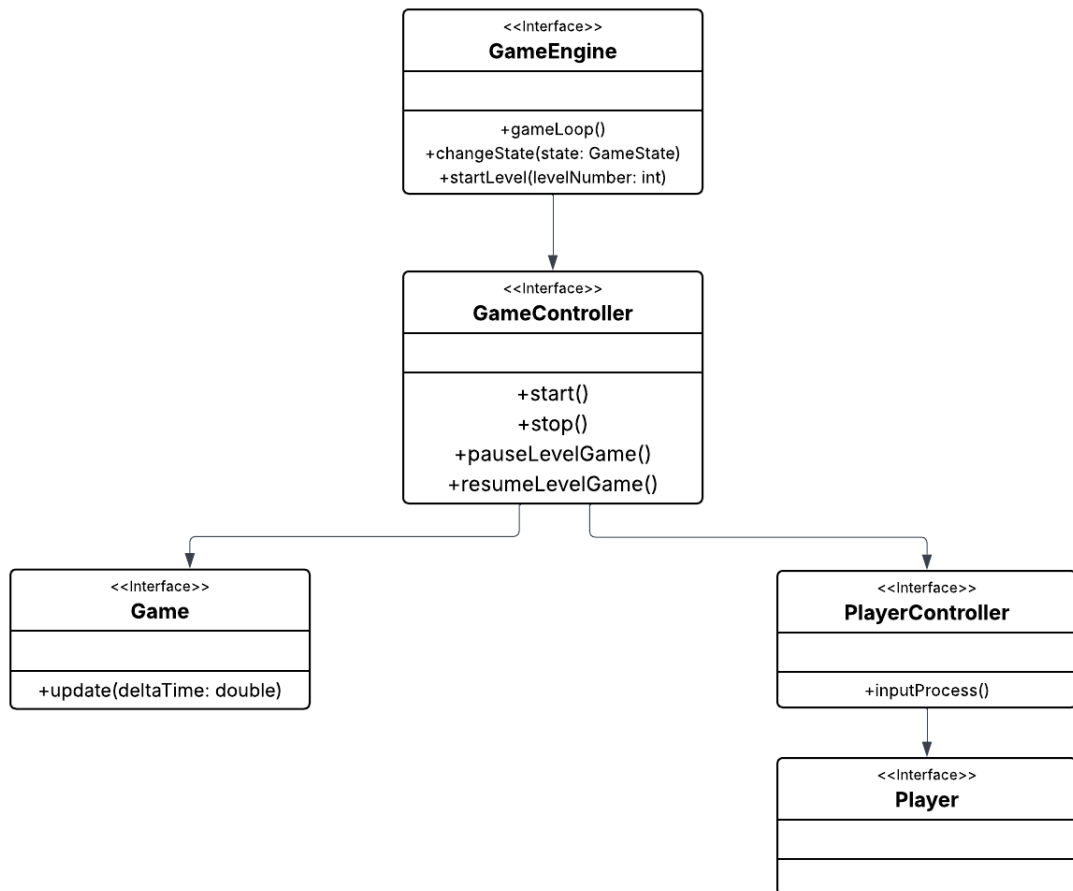 <<Interface>>
GameEngine
+gameLoop()
+changeState(state: GameState)
+startLevel(levelNumber: int)
<<Interface>>
GameController
+start()
+stop()
+pauseLevelGame()
+resumeLevelGame()
<<Interface>>
Game
+update(deltaTime: double)
<<Interface>>
PlayerController
+inputProcess()
<<Interface>>
Player